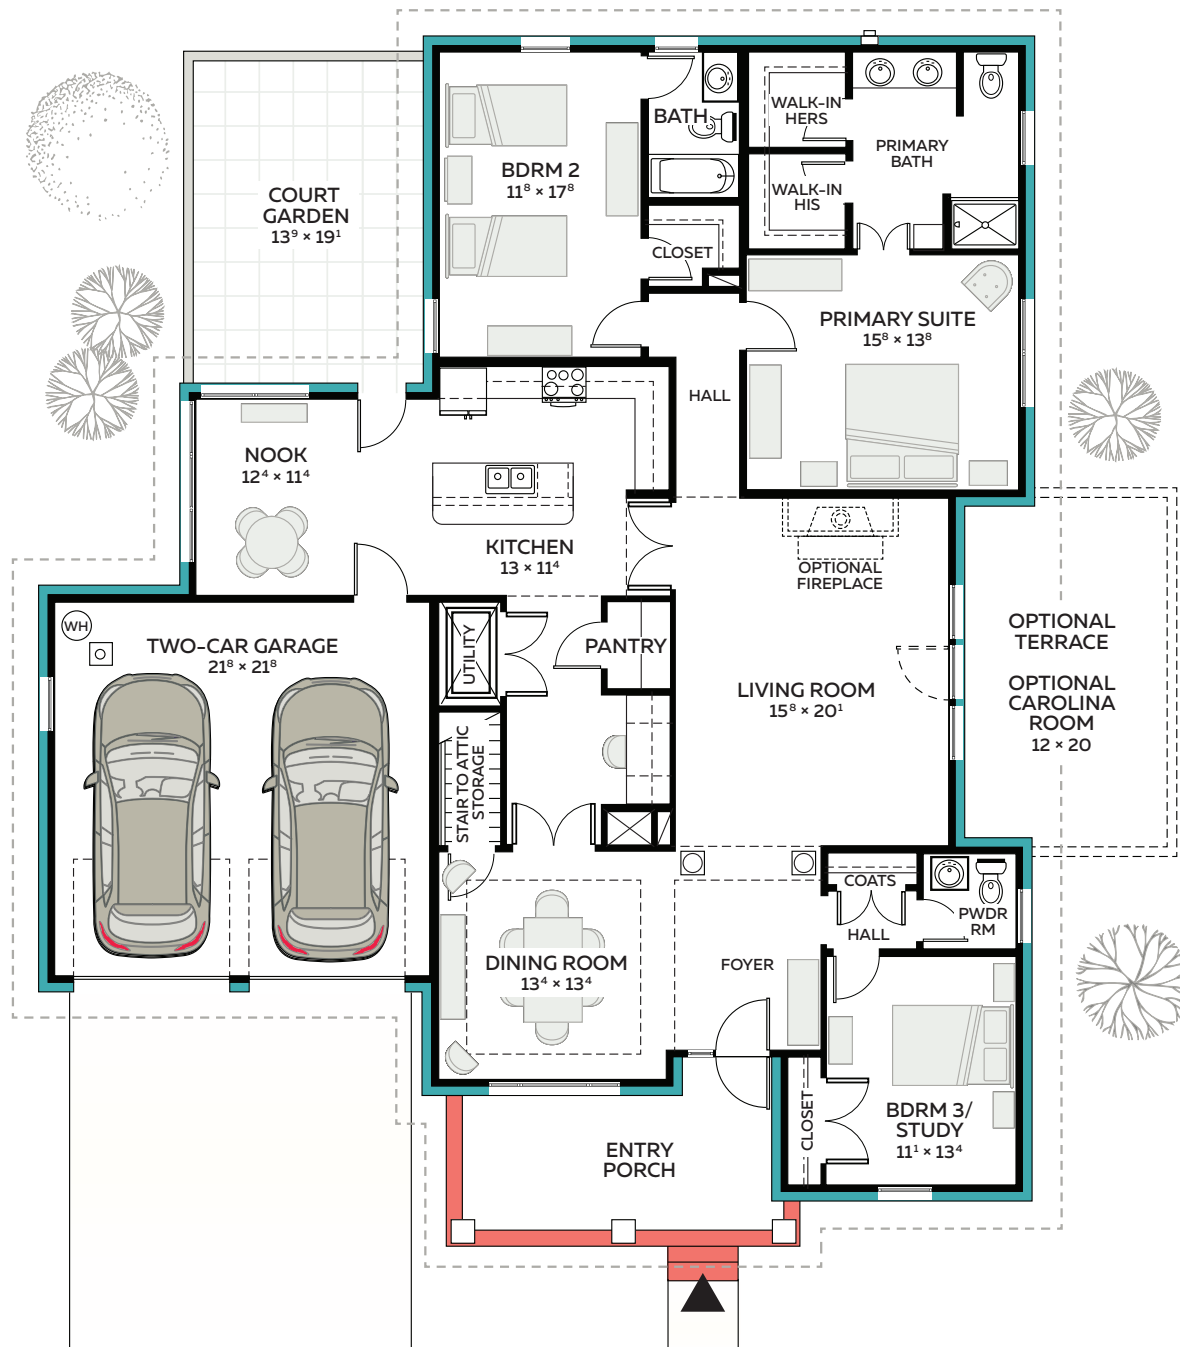 BATH
WALK-IN
HERS
PRIMARY
BATH
BDRM 2
11⁸ × 17⁸
WALK-IN
HIS
COURT
GARDEN
13⁹ × 19¹
CLOSET
PRIMARY SUITE
15⁸ × 13⁸
HALL
NOOK
12⁴ × 11⁴
KITCHEN
13 × 11⁴
OPTIONAL
FIREPLACE
WH
TWO-CAR GARAGE
21⁸ × 21⁸
UTILITY
PANTRY
OPTIONAL
TERRACE
OPTIONAL
CAROLINA
ROOM
12 × 20
LIVING ROOM
15⁸ × 20¹
STAIR TO ATTIC
STORAGE
COATS
HALL
PWDR
RM
DINING ROOM
13⁴ × 13⁴
FOYER
CLOSET
BDRM 3/
STUDY
11¹ × 13⁴
ENTRY
PORCH